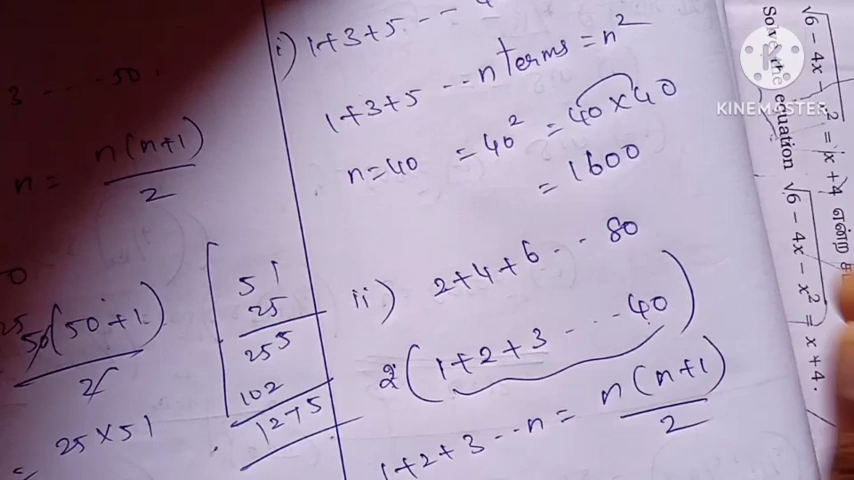 3 ... 50.
n = n(n+1)/2
50(50+1)/2
= 25 x 51
51
25
255
102
1275
i) 1+3+5 ...
1+3+5 ... n terms = n²
n=40 = 40² = 40 x 40
= 1600
ii) 2+4+6 ... 80
2(1+2+3 ... 40)
1+2+3 ... n = n(n+1)/2
KINEMASTER
என்ற
Solve the equation √6 - 4x - x² = x + 4.